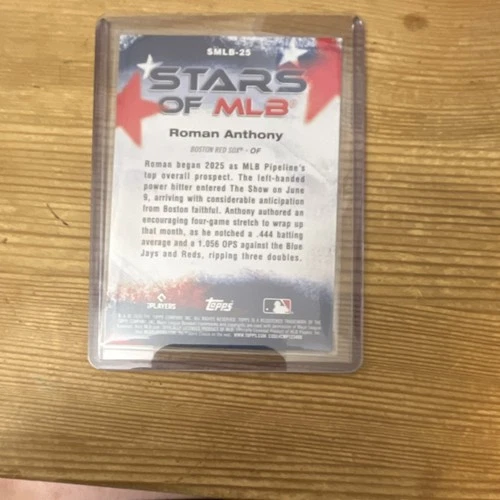 SMLB-25
STARS
OF MLB®
Roman Anthony
BOSTON RED SOX® - OF
Roman began 2025 as MLB Pipeline's
top overall prospect. The left-handed
power hitter entered The Show on June
9, arriving with considerable anticipation
from Boston faithful. Anthony authored an
encouraging four-game stretch to wrap up
that month, as he notched a .444 batting
average and a 1.056 OPS against the Blue
Jays and Reds, ripping three doubles.
PLAYERS
Topps